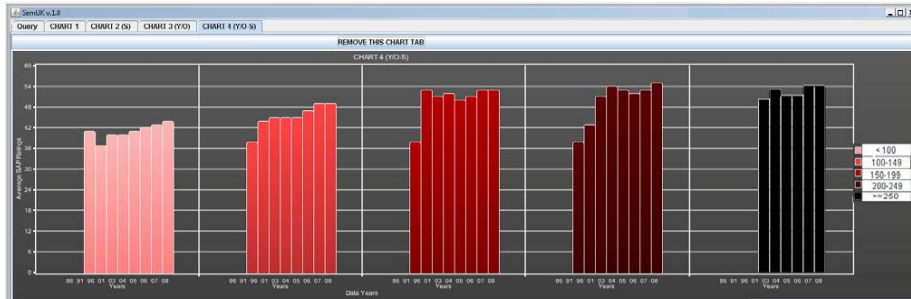 SemUK v.1.0
Query CHART 1 CHART 2 (S) CHART 3 (Y/O) CHART 4 (Y/O-S)
REMOVE THIS CHART TAB
CHART 4 (Y/O-S)
60
54
48
42
36
30
24
18
12
6
0
Average SAP Ratings
86 91 96 01 03 04 05 06 07 08
Years
86 91 96 01 03 04 05 06 07 08
Years
86 91 96 01 03 04 05 06 07 08
Years
86 91 96 01 03 04 05 06 07 08
Years
86 91 96 01 03 04 05 06 07 08
Years
Data Years
<100
100-149
150-199
200-249
==250